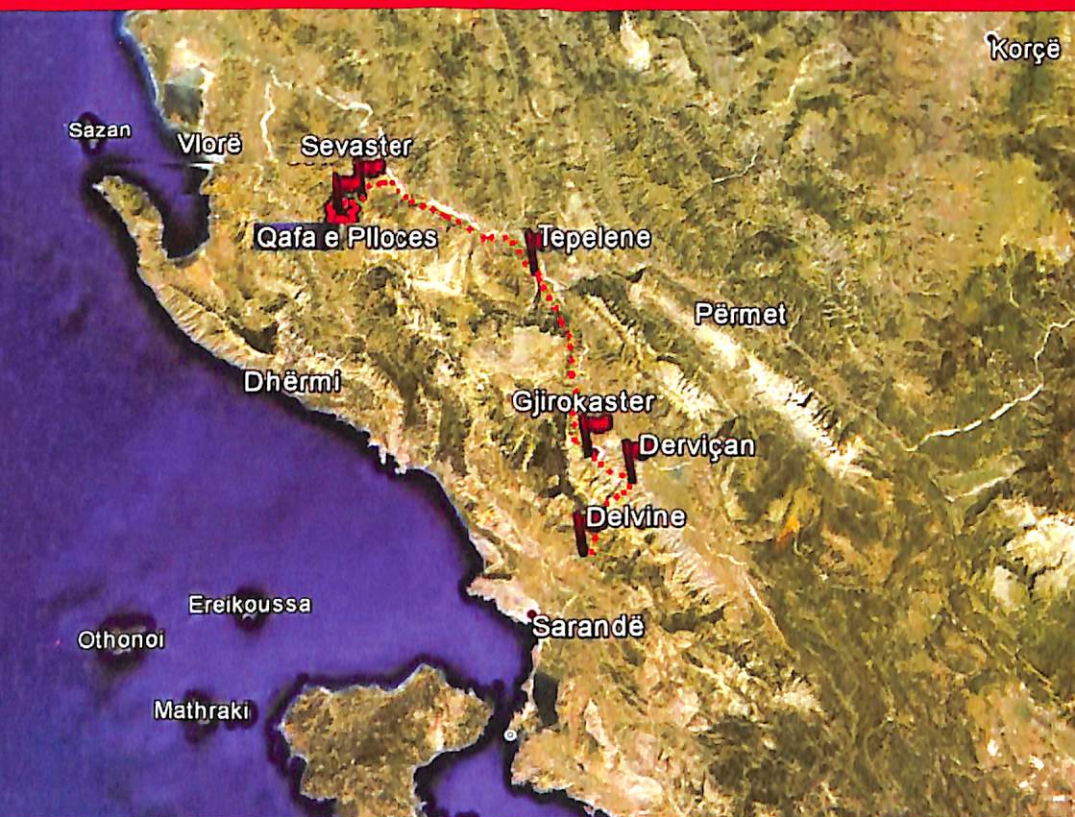 Korçë
Sazan
Vlorë
Sevaster
Qafa e Plloces
Tepelene
Përmet
Dhërmi
Gjirokaster
Derviçan
Delvine
Ereikoussa
Sarandë
Othonoi
Mathraki